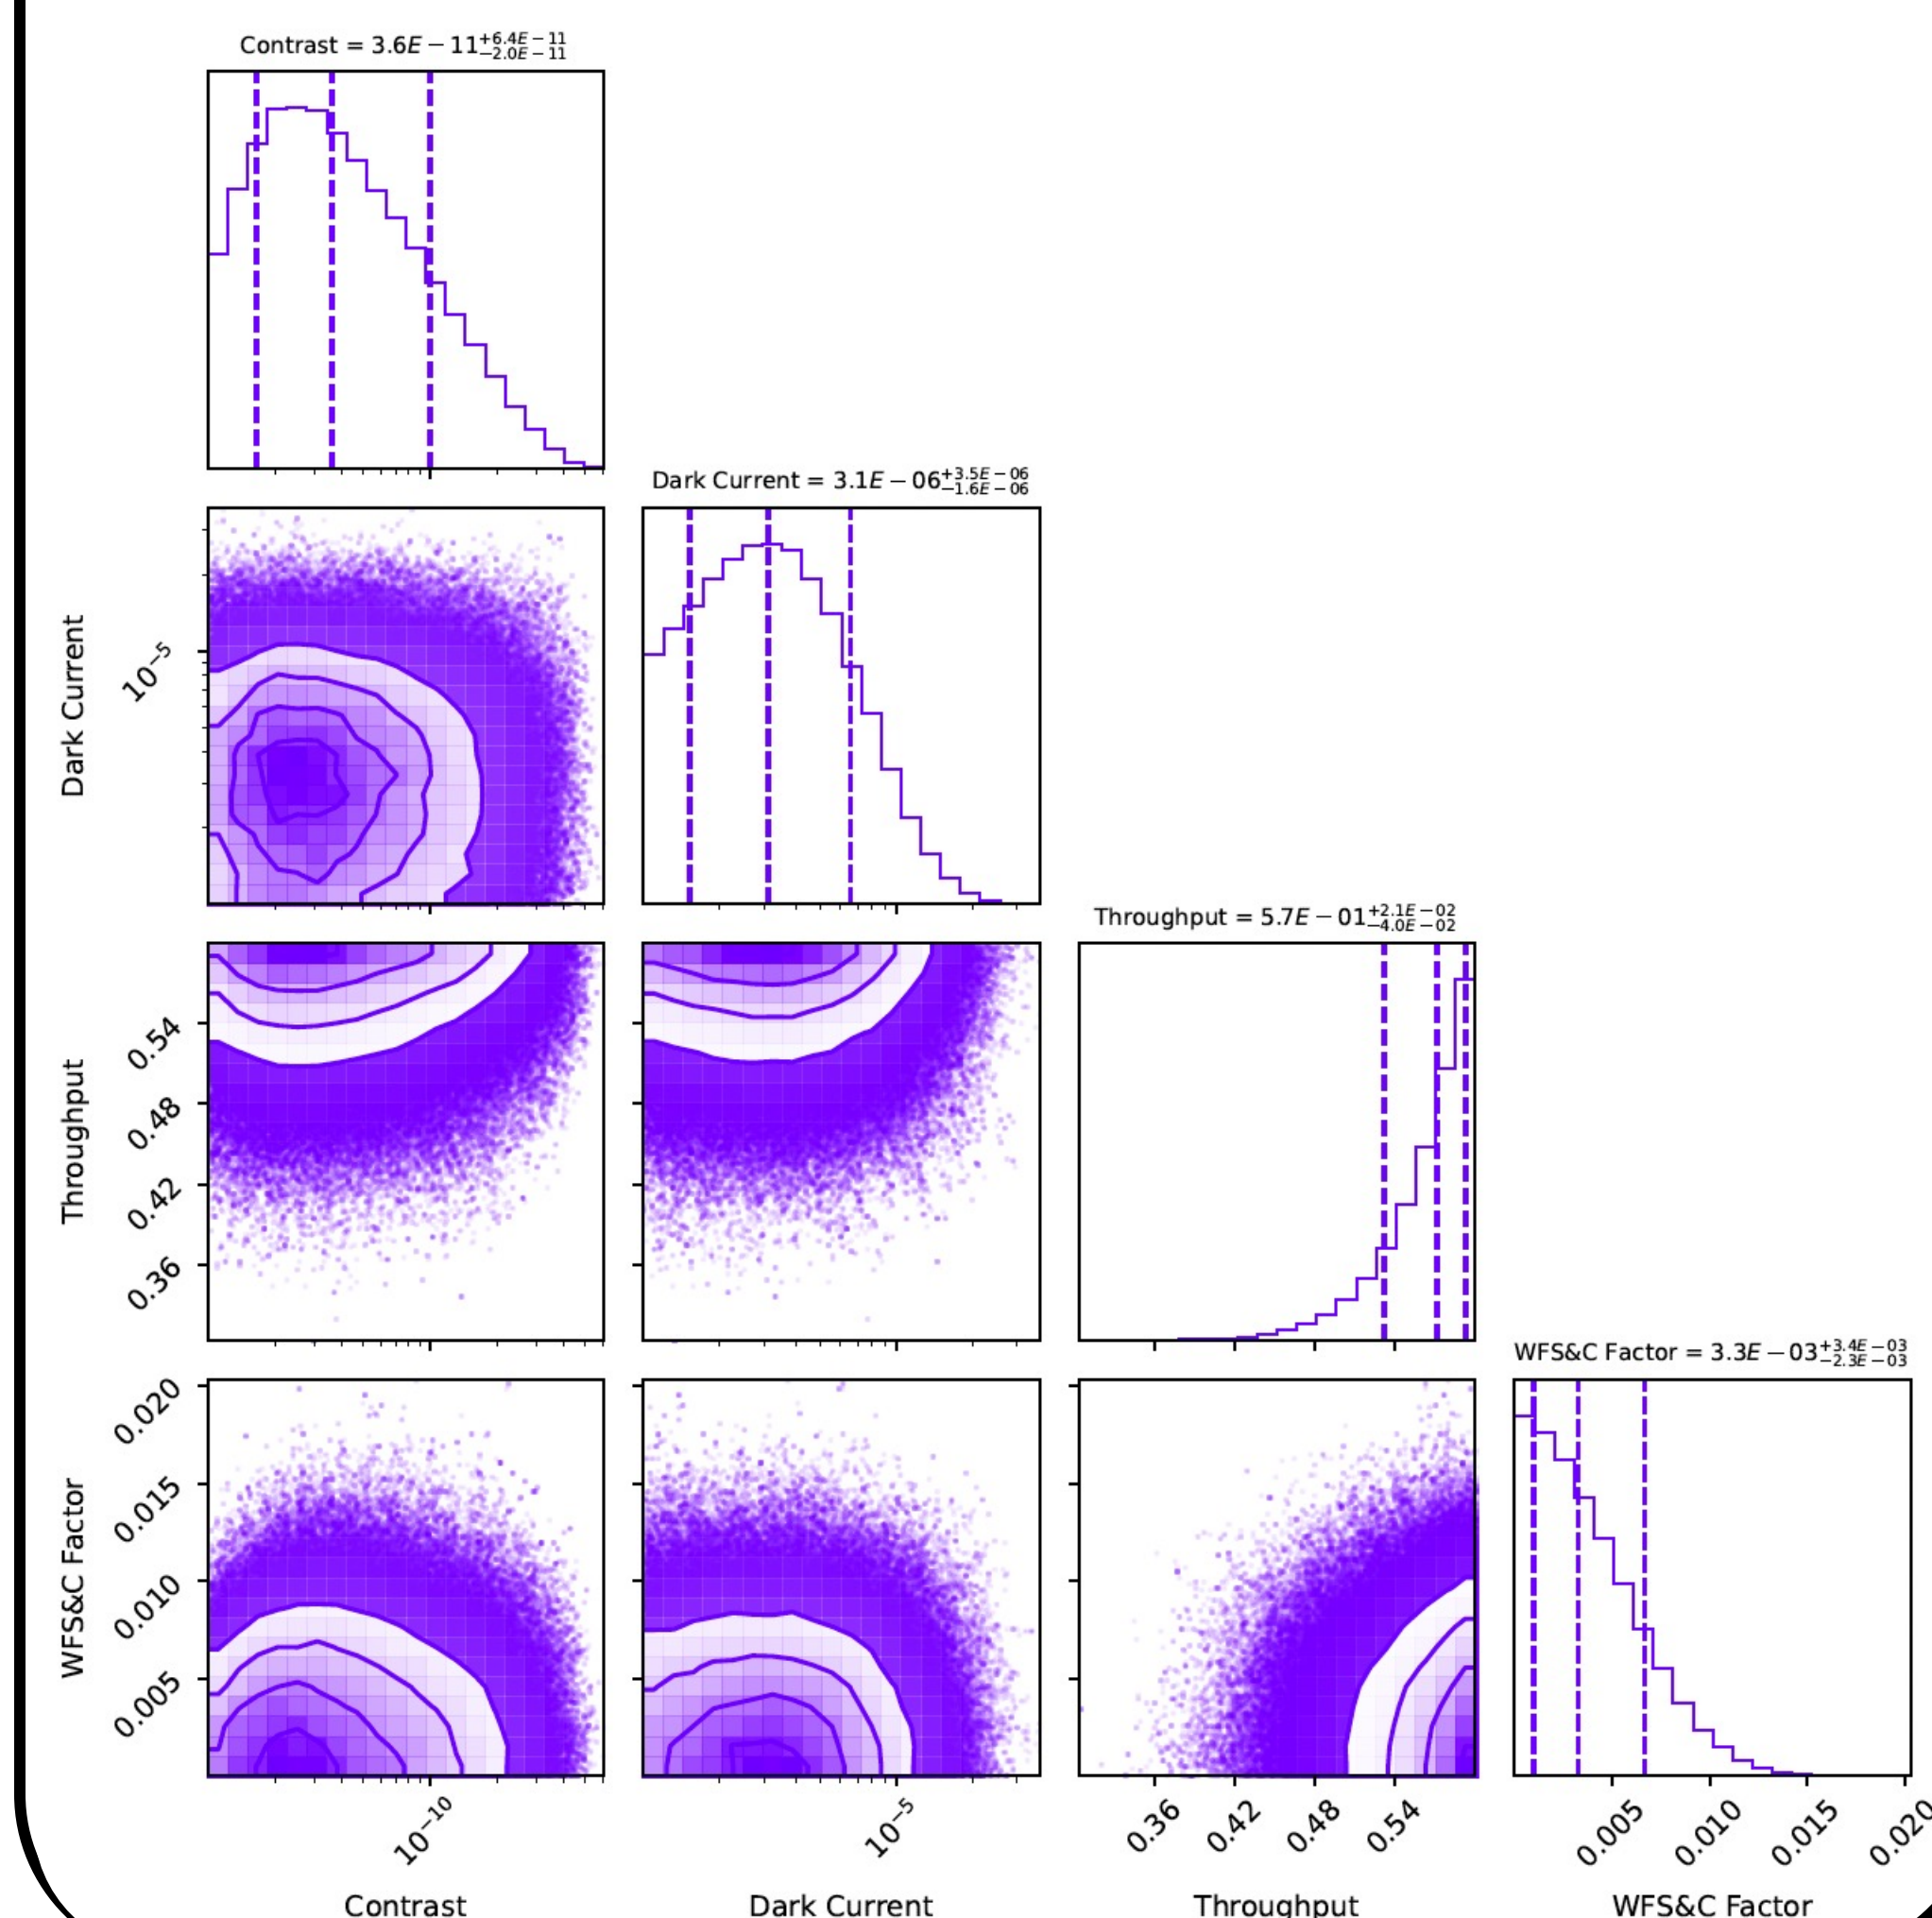 Contrast = 3.6E − 11 +6.4E − 11 −2.0E − 11
Dark Current = 3.1E − 06 +3.5E − 06 −1.6E − 06
Dark Current
10⁻⁵
Throughput = 5.7E − 01 +2.1E − 02 −4.0E − 02
Throughput
0.54
0.48
0.42
0.36
WFS&C Factor = 3.3E − 03 +3.4E − 03 −2.3E − 03
WFS&C Factor
0.020
0.015
0.010
0.005
10⁻¹⁰
10⁻⁵
0.36 0.42 0.48 0.54
0.005 0.010 0.015 0.020
Contrast
Dark Current
Throughput
WFS&C Factor